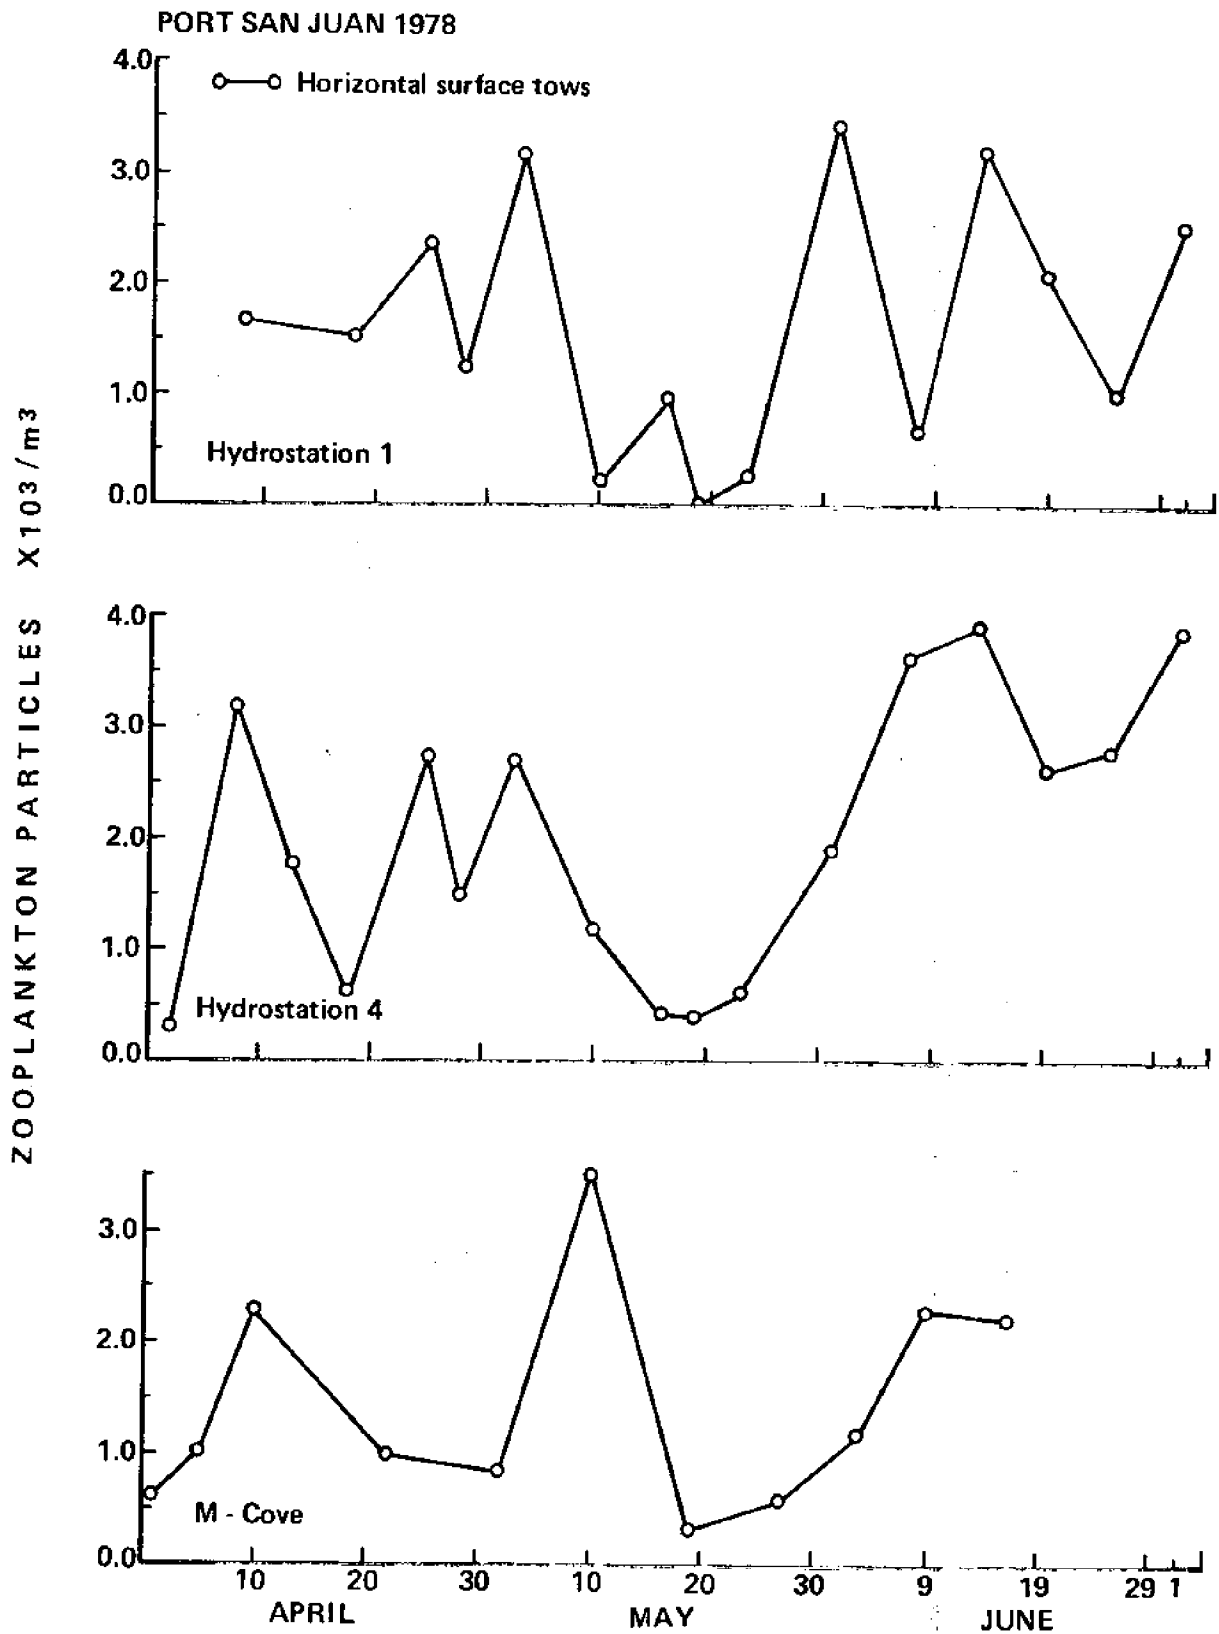 PORT SAN JUAN 1978
Horizontal surface tows
4.0
3.0
2.0
1.0
0.0
Hydrostation 1
ZOOPLANKTON PARTICLES X103/m3
4.0
3.0
2.0
1.0
0.0
Hydrostation 4
3.0
2.0
1.0
0.0
M - Cove
10 20 30 10 20 30 9 19 29 1
APRIL MAY JUNE